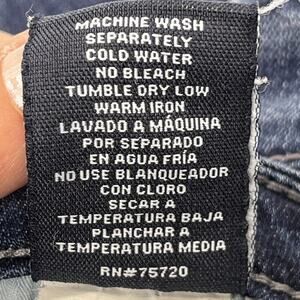 MACHINE WASH
SEPARATELY
COLD WATER
NO BLEACH
TUMBLE DRY LOW
WARM IRON
LAVADO A MÁQUINA
POR SEPARADO
EN AGUA FRÍA
NO USE BLANQUEADOR
CON CLORO
SECAR A
TEMPERATURA BAJA
PLANCHAR A
TEMPERATURA MEDIA
RN#75720